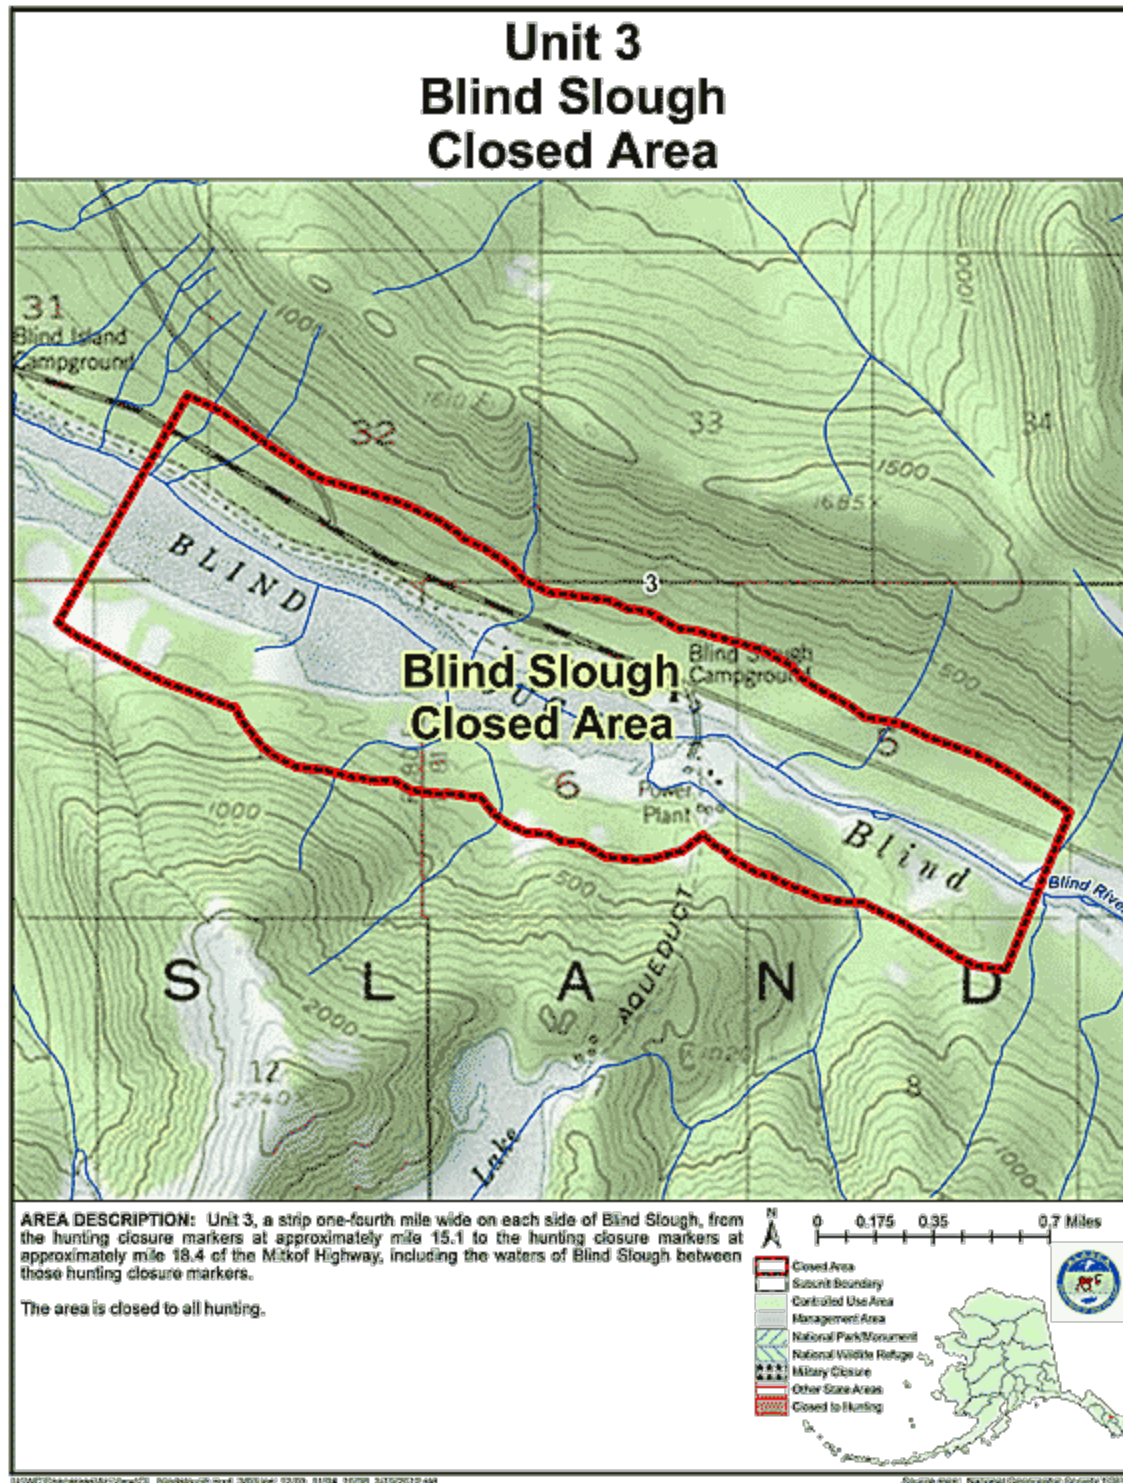 Unit 3
Blind Slough
Closed Area
31
Blind Island
Campground
1000
32
33
34
1000
1500
1685X
BLIND
3
Blind Slough
Campground
500
Blind Slough
Closed Area
5
6
Power
Plant
1000
500
Blind
Blind River
S L A N D
AQUEDUCT
2000
12
2740X
8
1000
Lake
AREA DESCRIPTION: Unit 3, a strip one-fourth mile wide on each side of Blind Slough, from
the hunting closure markers at approximately mile 15.1 to the hunting closure markers at
approximately mile 18.4 of the Mitkof Highway, including the waters of Blind Slough between
those hunting closure markers.
The area is closed to all hunting.
N
0 0.175 0.35 0.7 Miles
Closed Area
Subunit Boundary
Controlled Use Area
Management Area
National Park/Monument
National Wildlife Refuge
Military Closure
Other State Areas
Closed to Hunting